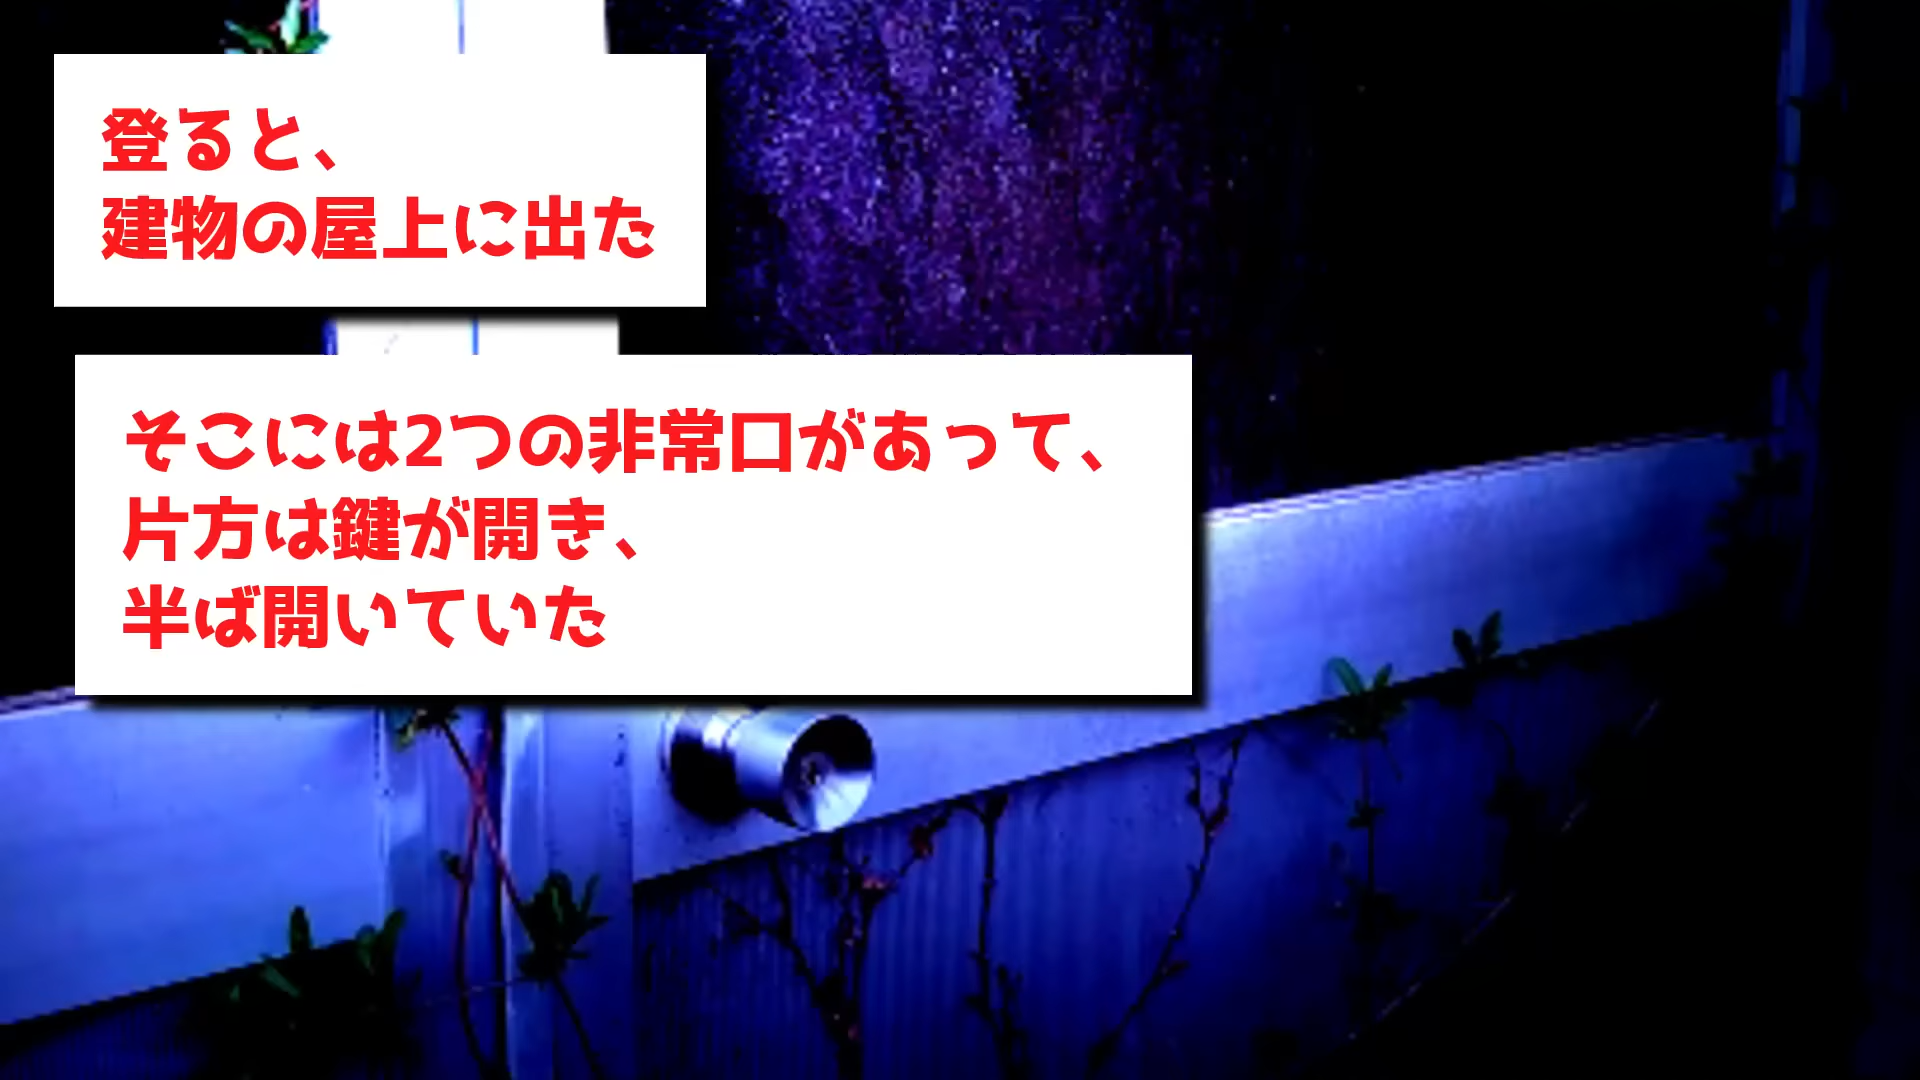 登ると、
建物の屋上に出た
そこには2つの非常口があって、
片方は鍵が開き、
半ば開いていた